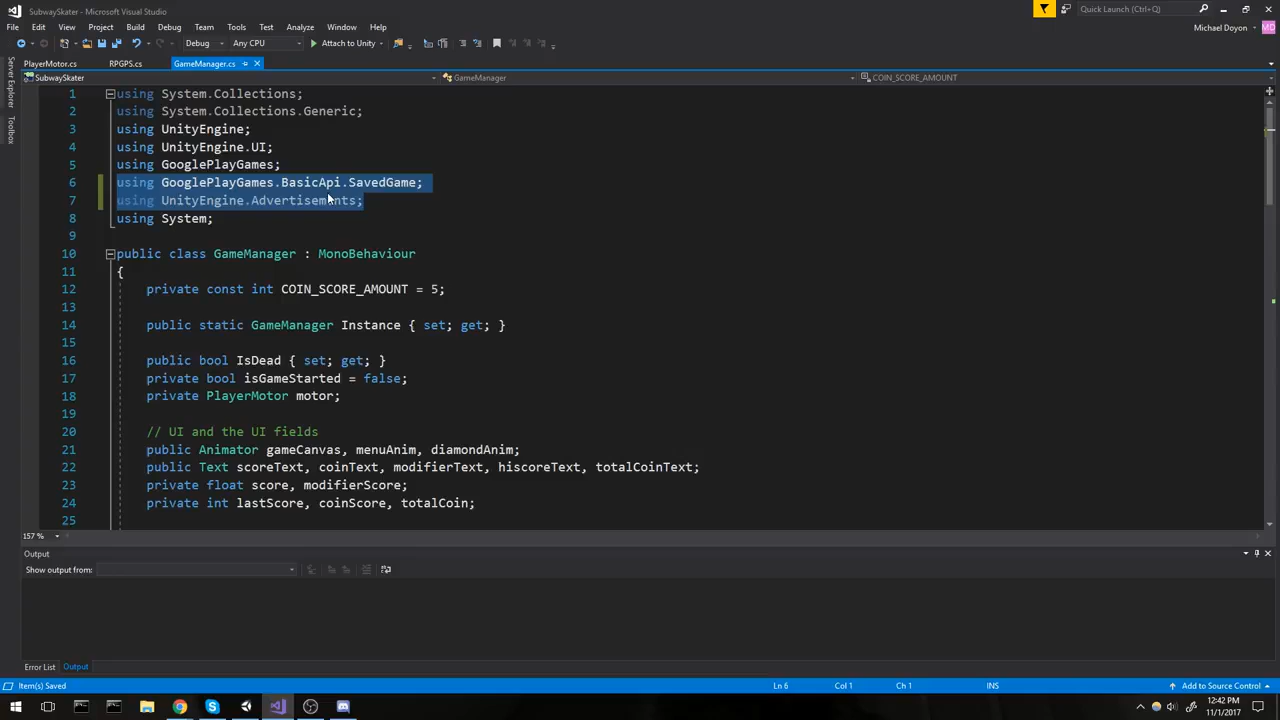 SubwaySkater - Microsoft Visual Studio
Quick Launch (Ctrl+Q)
File Edit View Project Build Debug Team Tools Analyze Window Help
Michael Doyon MD
Debug Any CPU Attach to Unity
PlayerMotor.cs RPGPS.cs GameManager.cs
SubwaySkater GameManager COIN_SCORE_AMOUNT
Server Explorer
Toolbox
1 using System.Collections;
2 using System.Collections.Generic;
3 using UnityEngine;
4 using UnityEngine.UI;
5 using GooglePlayGames;
6 using GooglePlayGames.BasicApi.SavedGame;
7 using UnityEngine.Advertisements;
8 using System;
9
10 public class GameManager : MonoBehaviour
11 {
12 private const int COIN_SCORE_AMOUNT = 5;
13
14 public static GameManager Instance { set; get; }
15
16 public bool IsDead { set; get; }
17 private bool isGameStarted = false;
18 private PlayerMotor motor;
19
20 // UI and the UI fields
21 public Animator gameCanvas, menuAnim, diamondAnim;
22 public Text scoreText, coinText, modifierText, hiscoreText, totalCoinText;
23 private float score, modifierScore;
24 private int lastScore, coinScore, totalCoin;
25
157 %
Output
Show output from:
Error List Output
Item(s) Saved Ln 6 Col 1 Ch 1 INS Add to Source Control
12:42 PM
11/1/2017